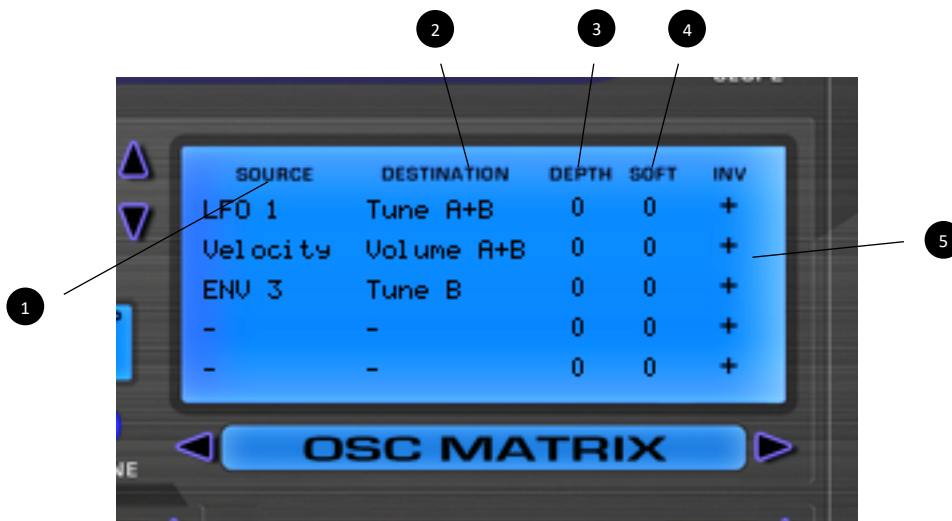 2 3 4
SOURCE DESTINATION DEPTH SOFT INV
LFO 1 Tune A+B 0 0 +
Velocity Volume A+B 0 0 +
5
ENV 3 Tune B 0 0 +
1
- - 0 0 +
- - 0 0 +
OSC MATRIX